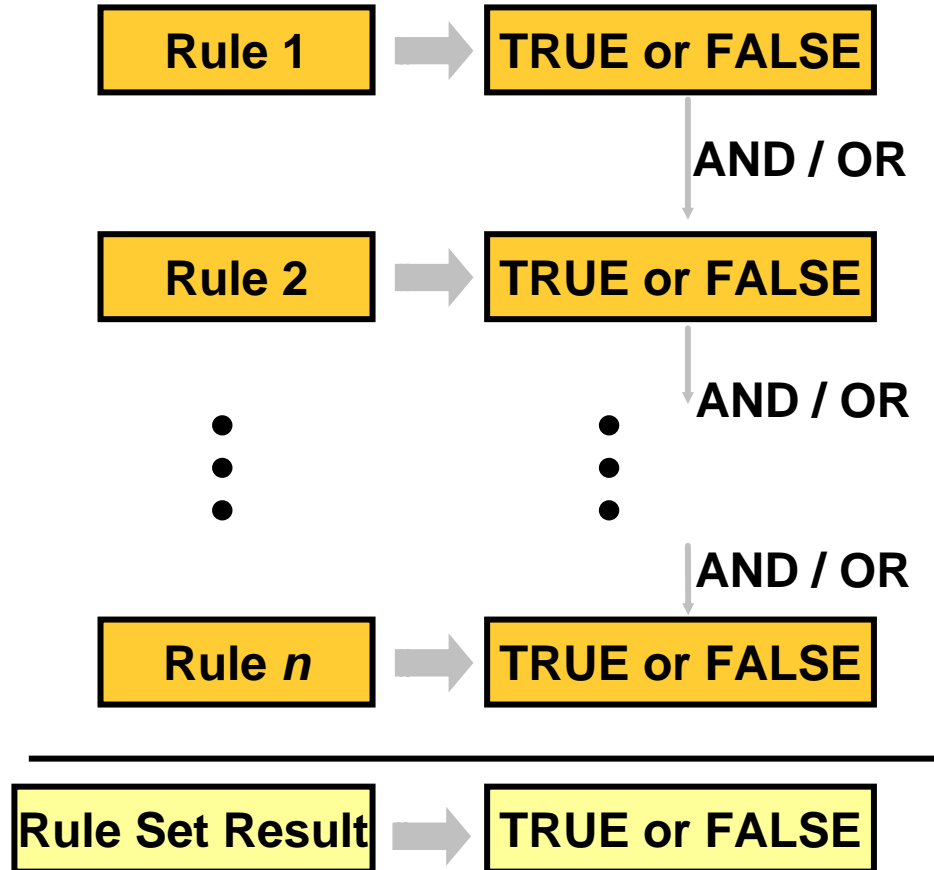 Rule 1
TRUE or FALSE
AND / OR
Rule 2
TRUE or FALSE
AND / OR
AND / OR
Rule n
TRUE or FALSE
Rule Set Result
TRUE or FALSE